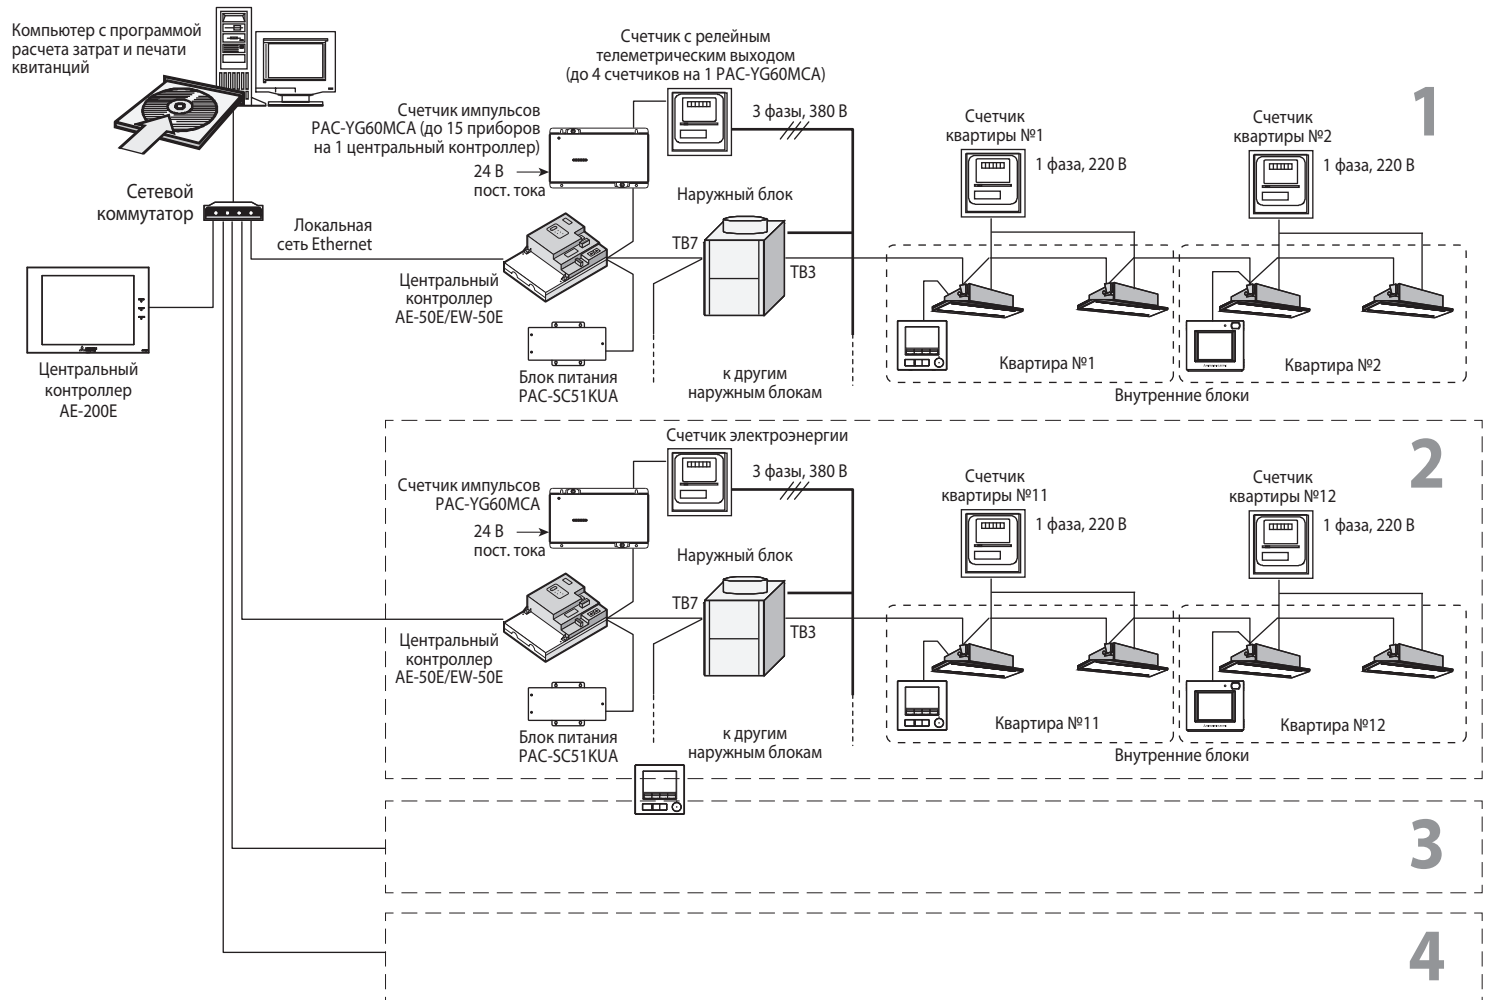 Компьютер с программой
расчета затрат и печати
квитанций
Сетевой
коммутатор
Локальная
сеть Ethernet
Центральный
контроллер
AE-200E
Счетчик с релейным
телеметрическим выходом
(до 4 счетчиков на 1 PAC-YG60MCA)
Счетчик импульсов
PAC-YG60MCA (до 15 приборов
на 1 центральный контроллер)
24 В
пост. тока
3 фазы, 380 В
Наружный блок
TB7
TB3
Центральный
контроллер
AE-50E/EW-50E
Блок питания
PAC-SC51KUA
к другим
наружным блокам
Счетчик
квартиры №1
1 фаза, 220 В
Счетчик
квартиры №2
1 фаза, 220 В
1
Квартира №1
Квартира №2
Внутренние блоки
Счетчик электроэнергии
Счетчик импульсов
PAC-YG60MCA
24 В
пост. тока
3 фазы, 380 В
Наружный блок
TB7
TB3
Центральный
контроллер
AE-50E/EW-50E
Блок питания
PAC-SC51KUA
к другим
наружным блокам
Счетчик
квартиры №11
1 фаза, 220 В
Счетчик
квартиры №12
1 фаза, 220 В
2
Квартира №11
Квартира №12
Внутренние блоки
3
4